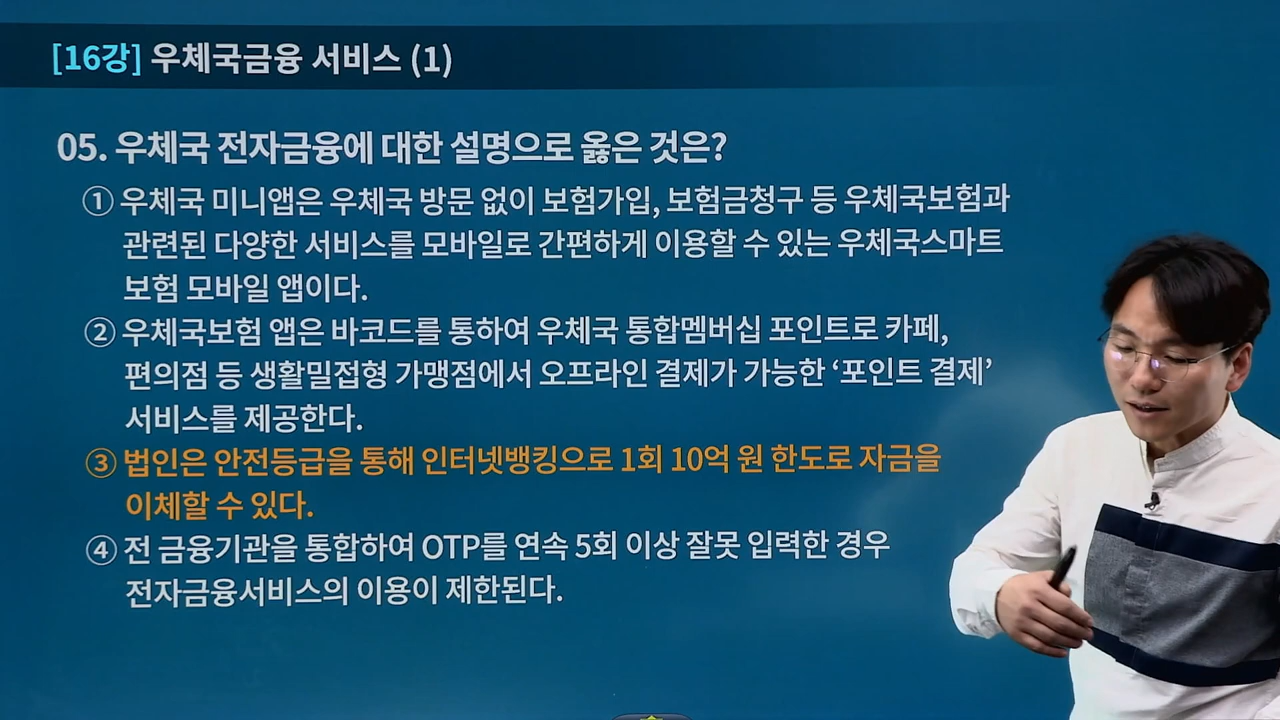 [16강] 우체국금융 서비스 (1)
05. 우체국 전자금융에 대한 설명으로 옳은 것은?
① 우체국 미니앱은 우체국 방문 없이 보험가입, 보험금청구 등 우체국보험과
관련된 다양한 서비스를 모바일로 간편하게 이용할 수 있는 우체국스마트
보험 모바일 앱이다.
② 우체국보험 앱은 바코드를 통하여 우체국 통합멤버십 포인트로 카페,
편의점 등 생활밀접형 가맹점에서 오프라인 결제가 가능한 ‘포인트 결제’
서비스를 제공한다.
③ 법인은 안전등급을 통해 인터넷뱅킹으로 1회 10억 원 한도로 자금을
이체할 수 있다.
④ 전 금융기관을 통합하여 OTP를 연속 5회 이상 잘못 입력한 경우
전자금융서비스의 이용이 제한된다.